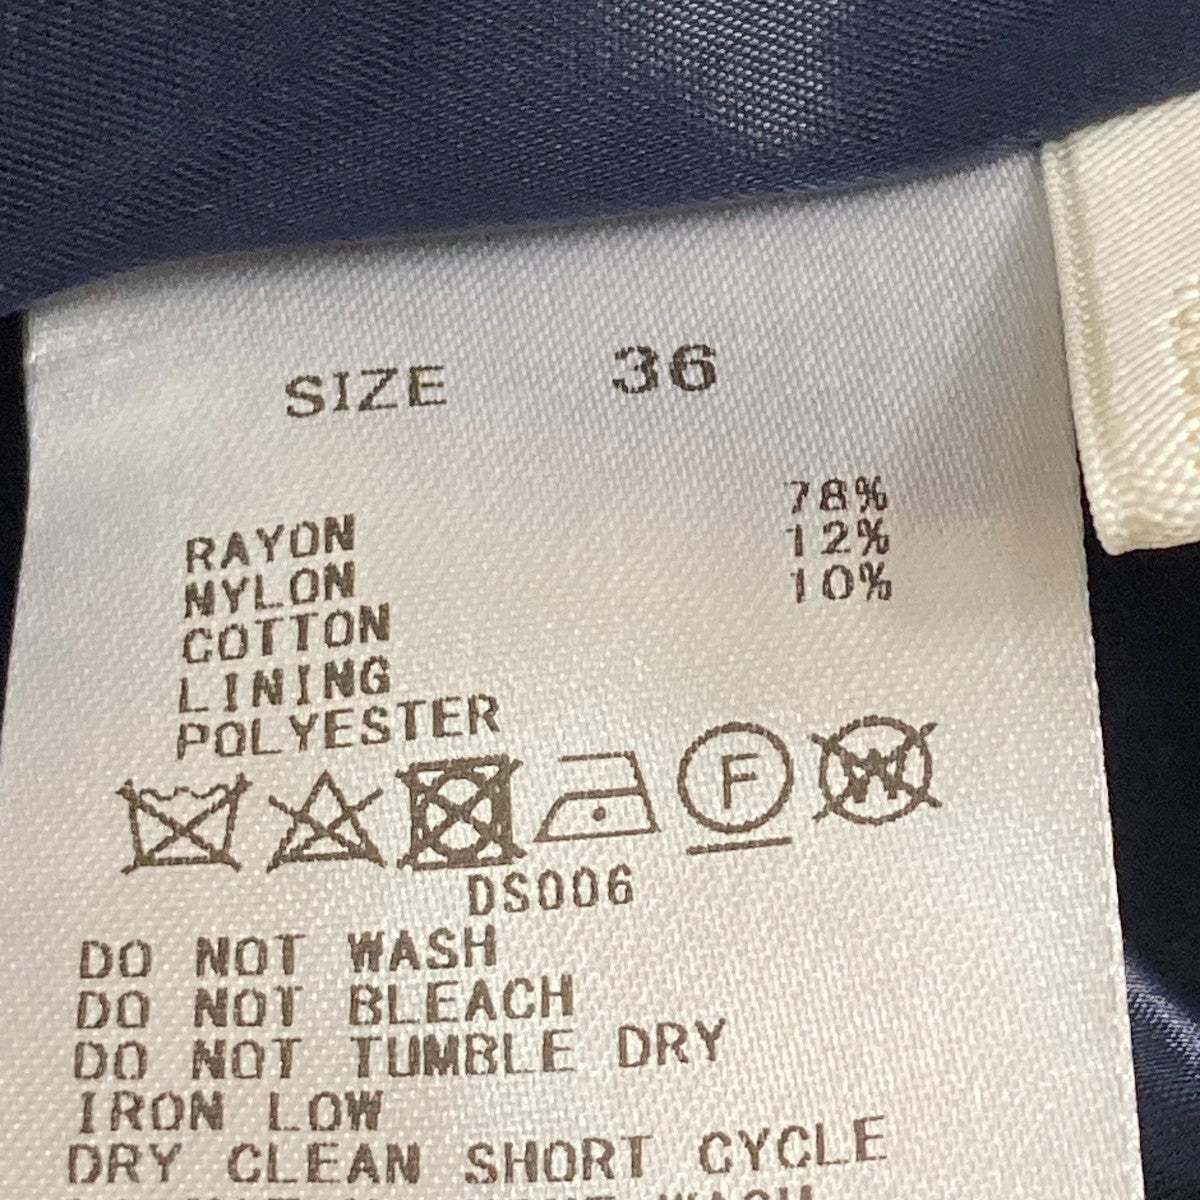 SIZE 36
RAYON 78%
NYLON 12%
COTTON 10%
LINING
POLYESTER
F W
DS006
DO NOT WASH
DO NOT BLEACH
DO NOT TUMBLE DRY
IRON LOW
DRY CLEAN SHORT CYCLE
WASH